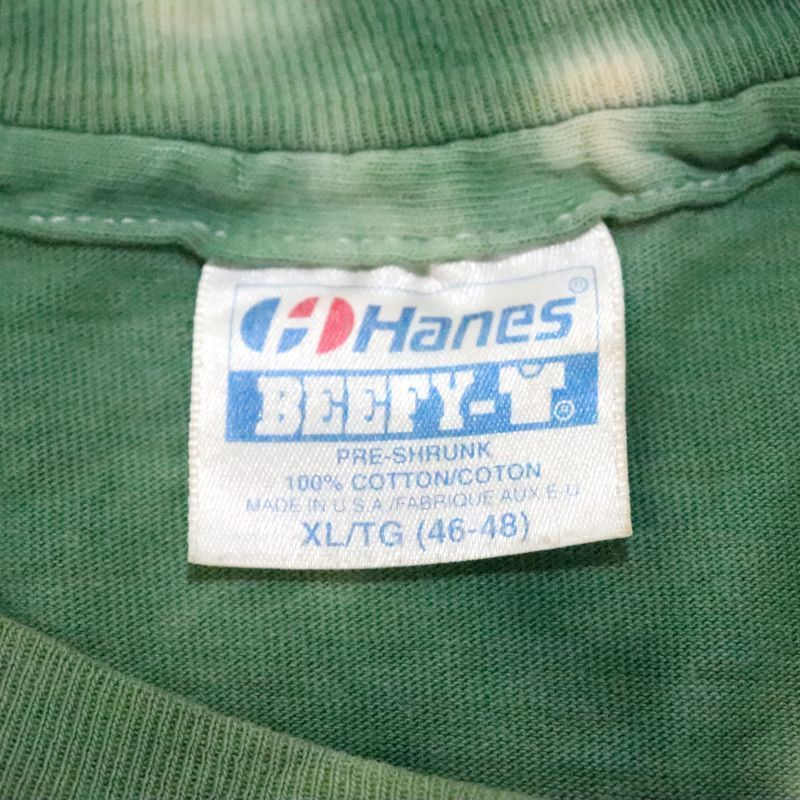 Hanes®
BEEFY-T®
PRE-SHRUNK
100% COTTON/COTON
MADE IN U.S.A./FABRIQUE AUX E-U
XL/TG (46-48)